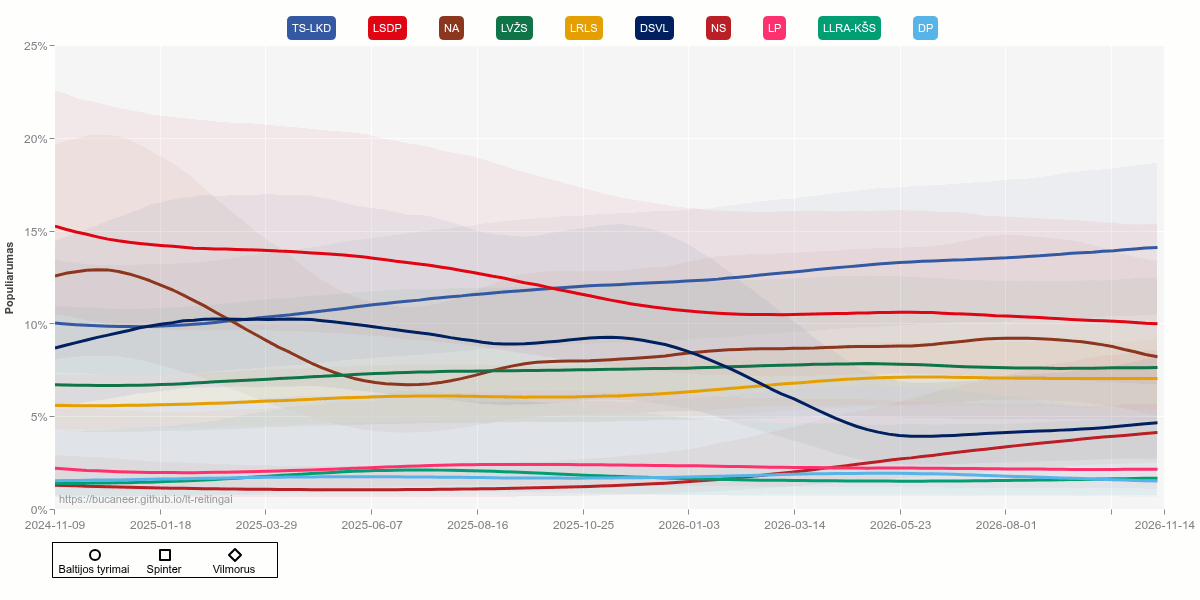 TS-LKD LSDP NA LVŽS LRLS DSVL NS LP LLRA-KŠS DP
25%
20%
15%
10%
5%
0%
Populiarumas
https://bucaneer.github.io/lt-reitingai
2024-11-09 2025-01-18 2025-03-29 2025-06-07 2025-08-16 2025-10-25 2026-01-03 2026-03-14 2026-05-23 2026-08-01 2026-11-14
Baltijos tyrimai Spinter Vilmorus